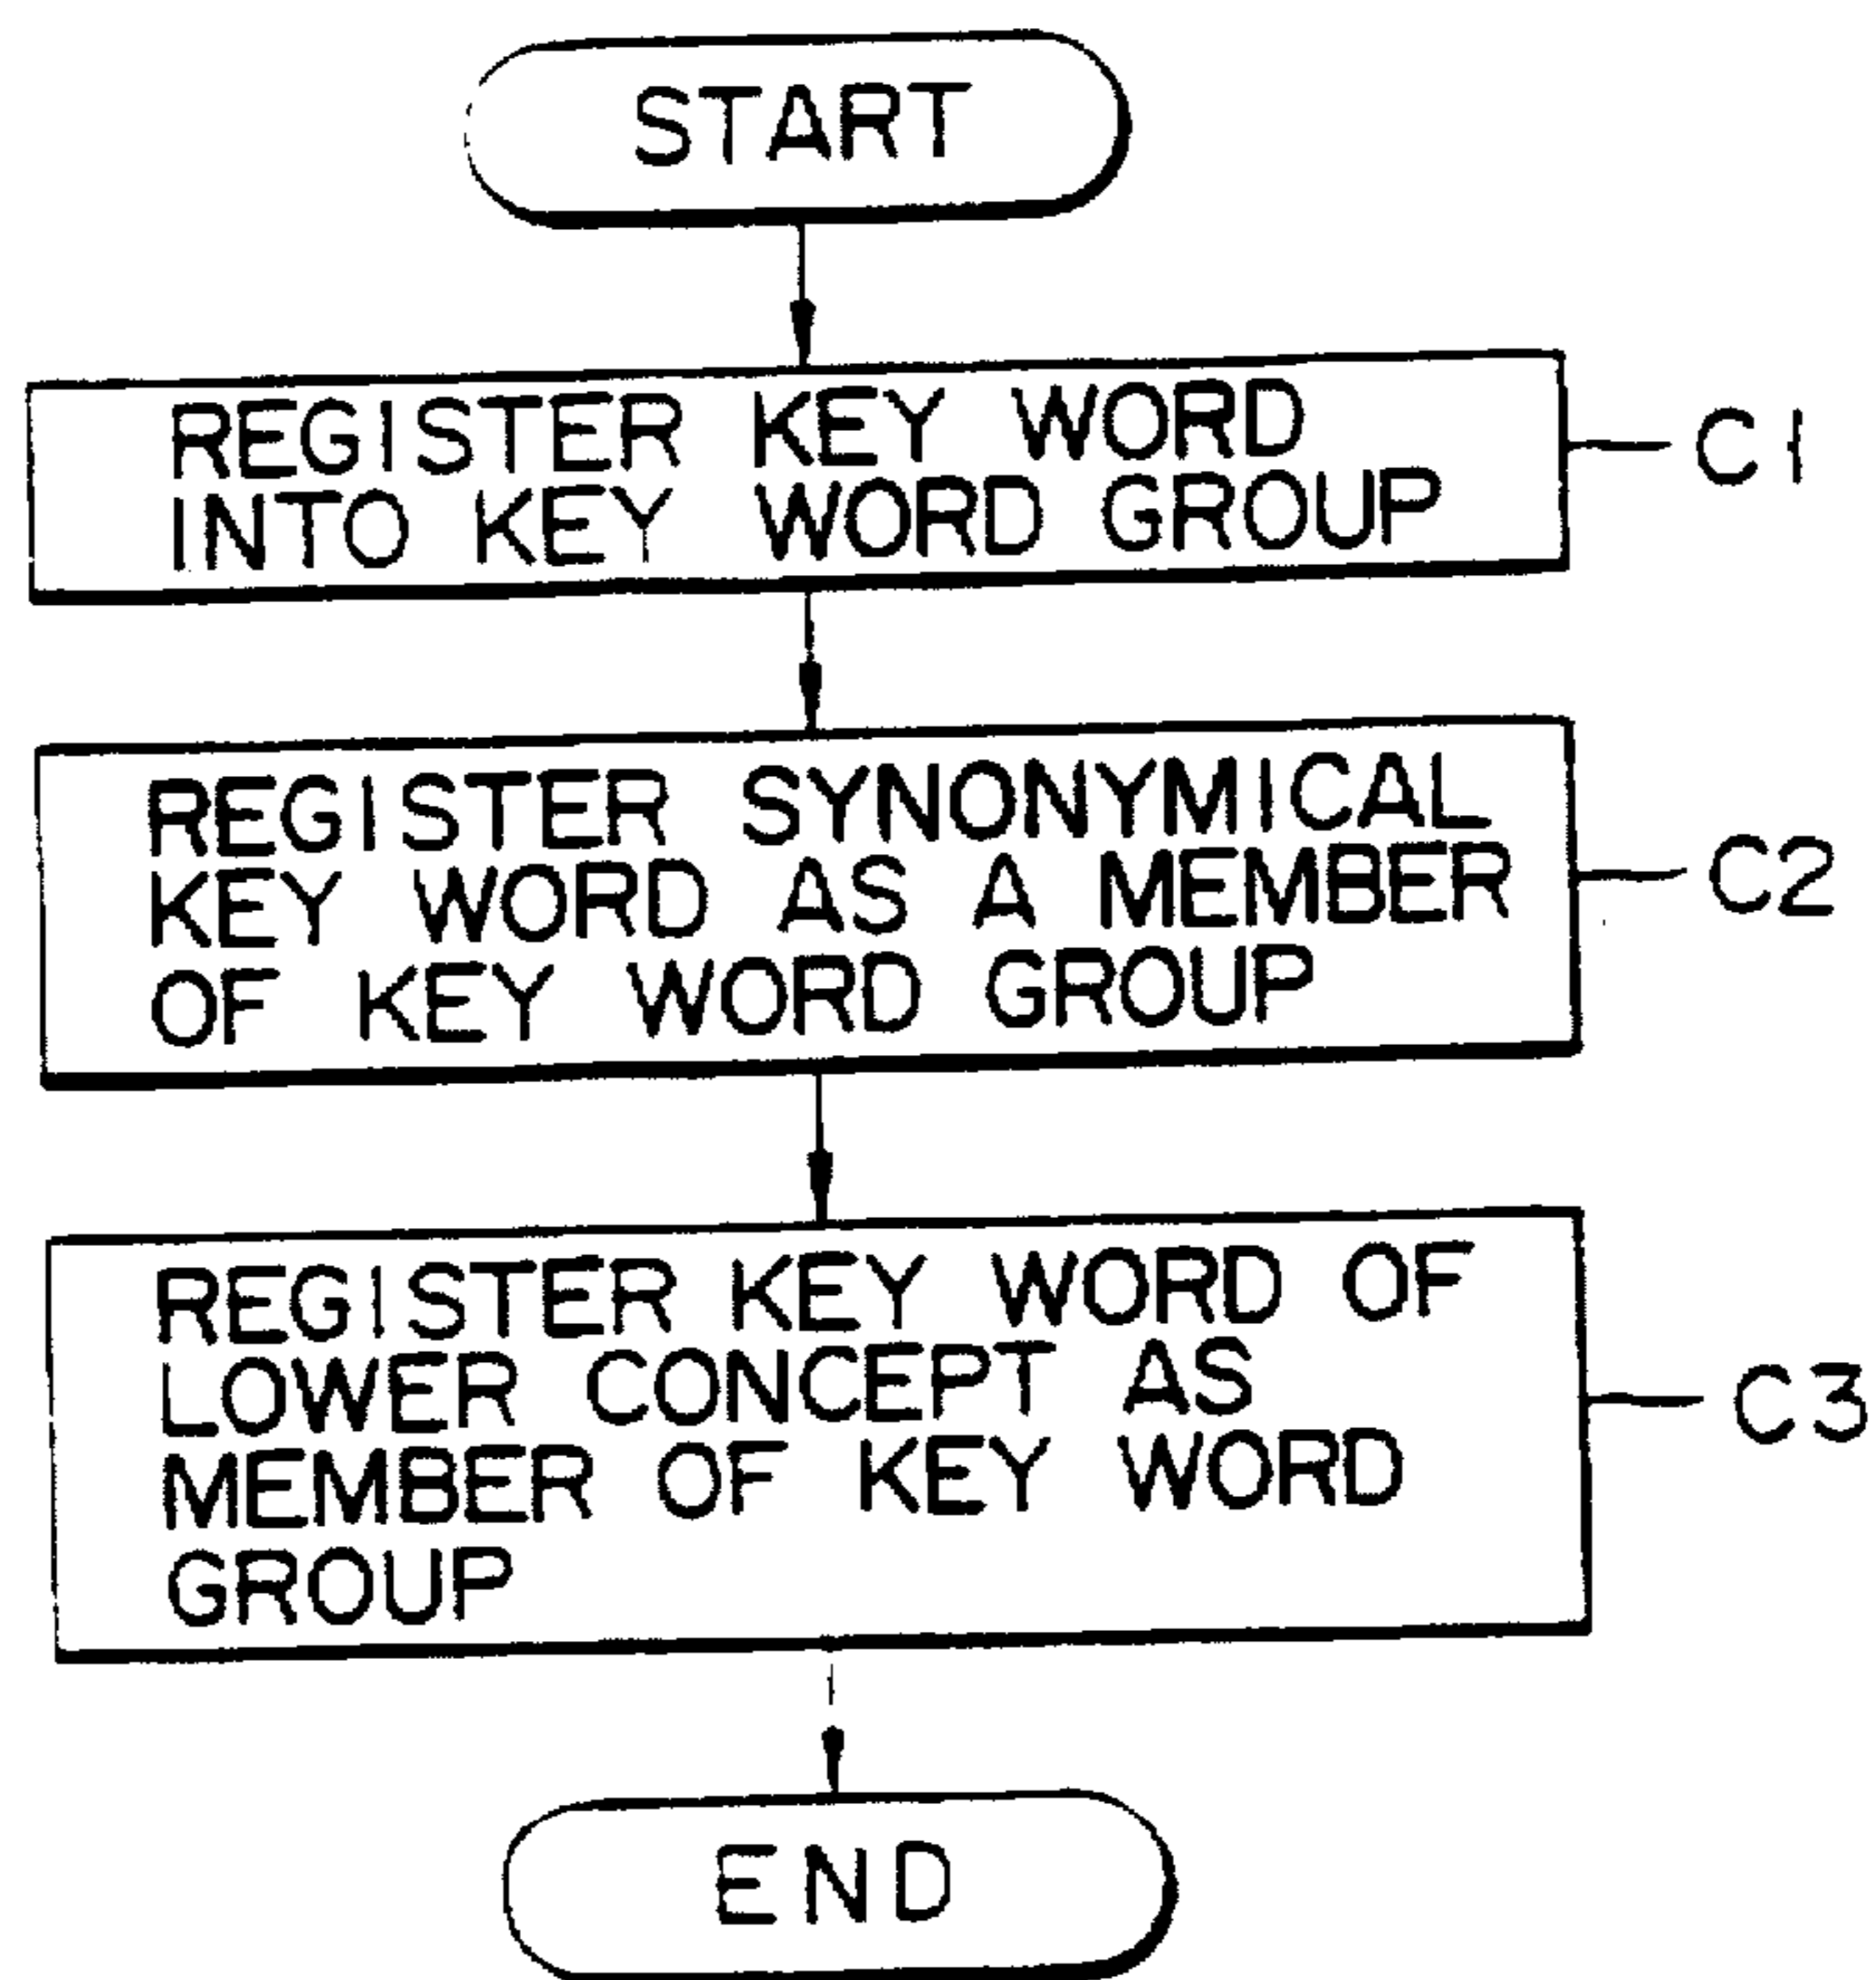 START
REGISTER KEY WORD
INTO KEY WORD GROUP
C1
REGISTER SYNONYMICAL
KEY WORD AS A MEMBER
OF KEY WORD GROUP
C2
REGISTER KEY WORD OF
LOWER CONCEPT AS
MEMBER OF KEY WORD
GROUP
C3
END